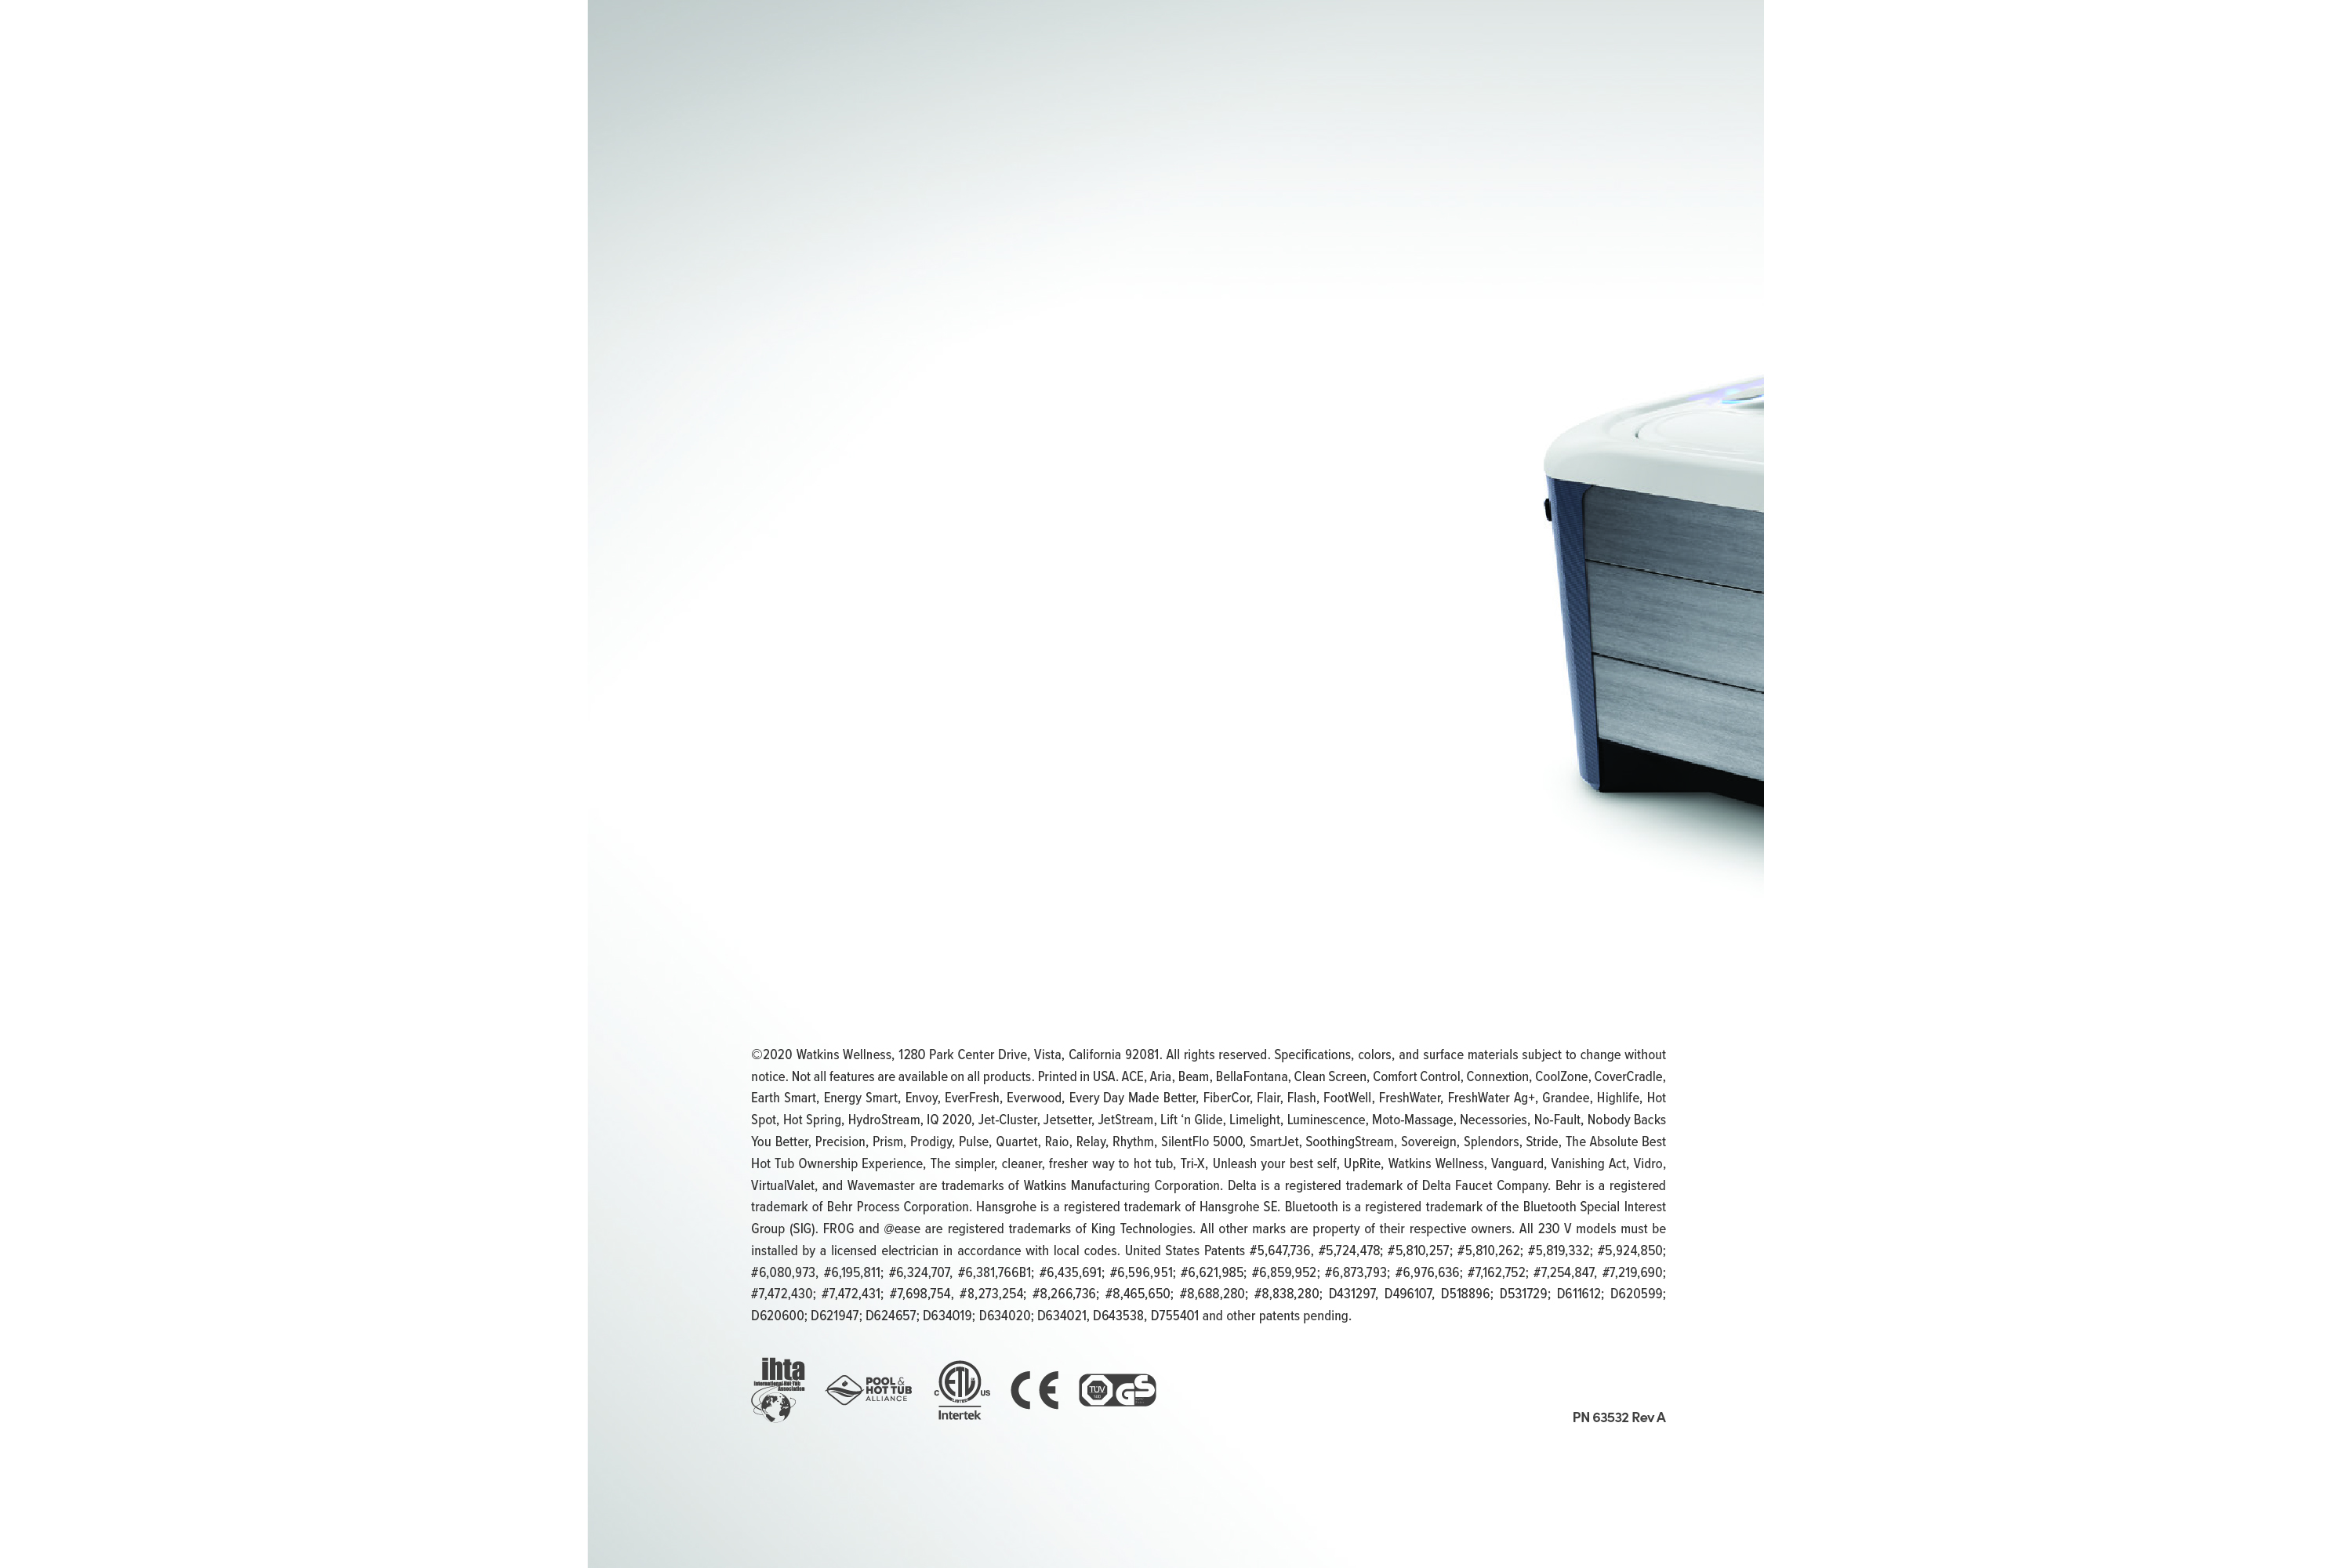 ©2020 Watkins Wellness, 1280 Park Center Drive, Vista, California 92081. All rights reserved. Specifications, colors, and surface materials subject to change without
notice. Not all features are available on all products. Printed in USA. ACE, Aria, Beam, BellaFontana, Clean Screen, Comfort Control, Connextion, CoolZone, CoverCradle,
Earth Smart, Energy Smart, Envoy, EverFresh, Everwood, Every Day Made Better, FiberCor, Flair, Flash, FootWell, FreshWater, FreshWater Ag+, Grandee, Highlife, Hot
Spot, Hot Spring, HydroStream, IQ 2020, Jet-Cluster, Jetsetter, JetStream, Lift ‘n Glide, Limelight, Luminescence, Moto-Massage, Necessories, No-Fault, Nobody Backs
You Better, Precision, Prism, Prodigy, Pulse, Quartet, Raio, Relay, Rhythm, SilentFlo 5000, SmartJet, SoothingStream, Sovereign, Splendors, Stride, The Absolute Best
Hot Tub Ownership Experience, The simpler, cleaner, fresher way to hot tub, Tri-X, Unleash your best self, UpRite, Watkins Wellness, Vanguard, Vanishing Act, Vidro,
VirtualValet, and Wavemaster are trademarks of Watkins Manufacturing Corporation. Delta is a registered trademark of Delta Faucet Company. Behr is a registered
trademark of Behr Process Corporation. Hansgrohe is a registered trademark of Hansgrohe SE. Bluetooth is a registered trademark of the Bluetooth Special Interest
Group (SIG). FROG and @ease are registered trademarks of King Technologies. All other marks are property of their respective owners. All 230 V models must be
installed by a licensed electrician in accordance with local codes. United States Patents #5,647,736, #5,724,478; #5,810,257; #5,810,262; #5,819,332; #5,924,850;
#6,080,973, #6,195,811; #6,324,707, #6,381,766B1; #6,435,691; #6,596,951; #6,621,985; #6,859,952; #6,873,793; #6,976,636; #7,162,752; #7,254,847, #7,219,690;
#7,472,430; #7,472,431; #7,698,754, #8,273,254; #8,266,736; #8,465,650; #8,688,280; #8,838,280; D431297, D496107, D518896; D531729; D611612; D620599;
D620600; D621947; D624657; D634019; D634020; D634021, D643538, D755401 and other patents pending.
ihta
International Hot Tub
Association
POOL &
HOT TUB
ALLIANCE
C ETL US
LISTED
Intertek
CE
TÜV
GS
PN 63532 Rev A